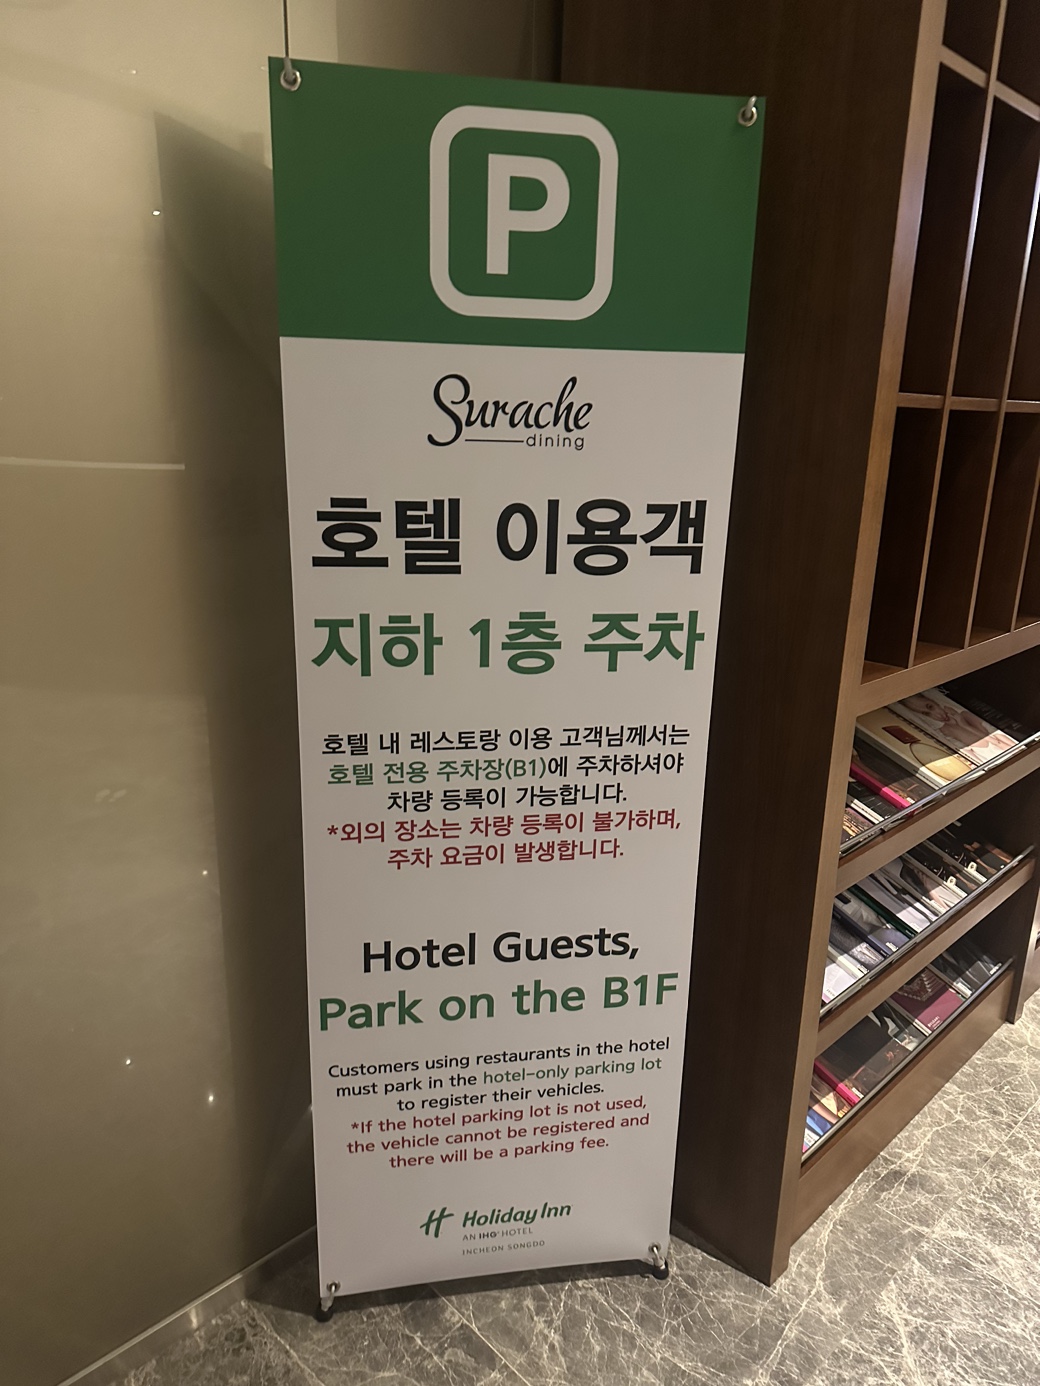 P
Surache
dining
호텔 이용객
지하 1층 주차
호텔 내 레스토랑 이용 고객님께서는
호텔 전용 주차장(B1)에 주차하셔야
차량 등록이 가능합니다.
*외의 장소는 차량 등록이 불가하며,
주차 요금이 발생합니다.
Hotel Guests,
Park on the B1F
Customers using restaurants in the hotel
must park in the hotel-only parking lot
to register their vehicles.
*If the hotel parking lot is not used,
the vehicle cannot be registered and
there will be a parking fee.
H Holiday Inn
AN IHG® HOTEL
INCHEON SONGDO